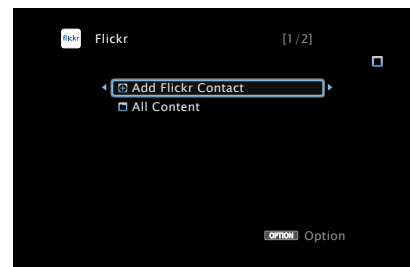 flickr Flickr [1/2]
Add Flickr Contact
All Content
OPTION Option